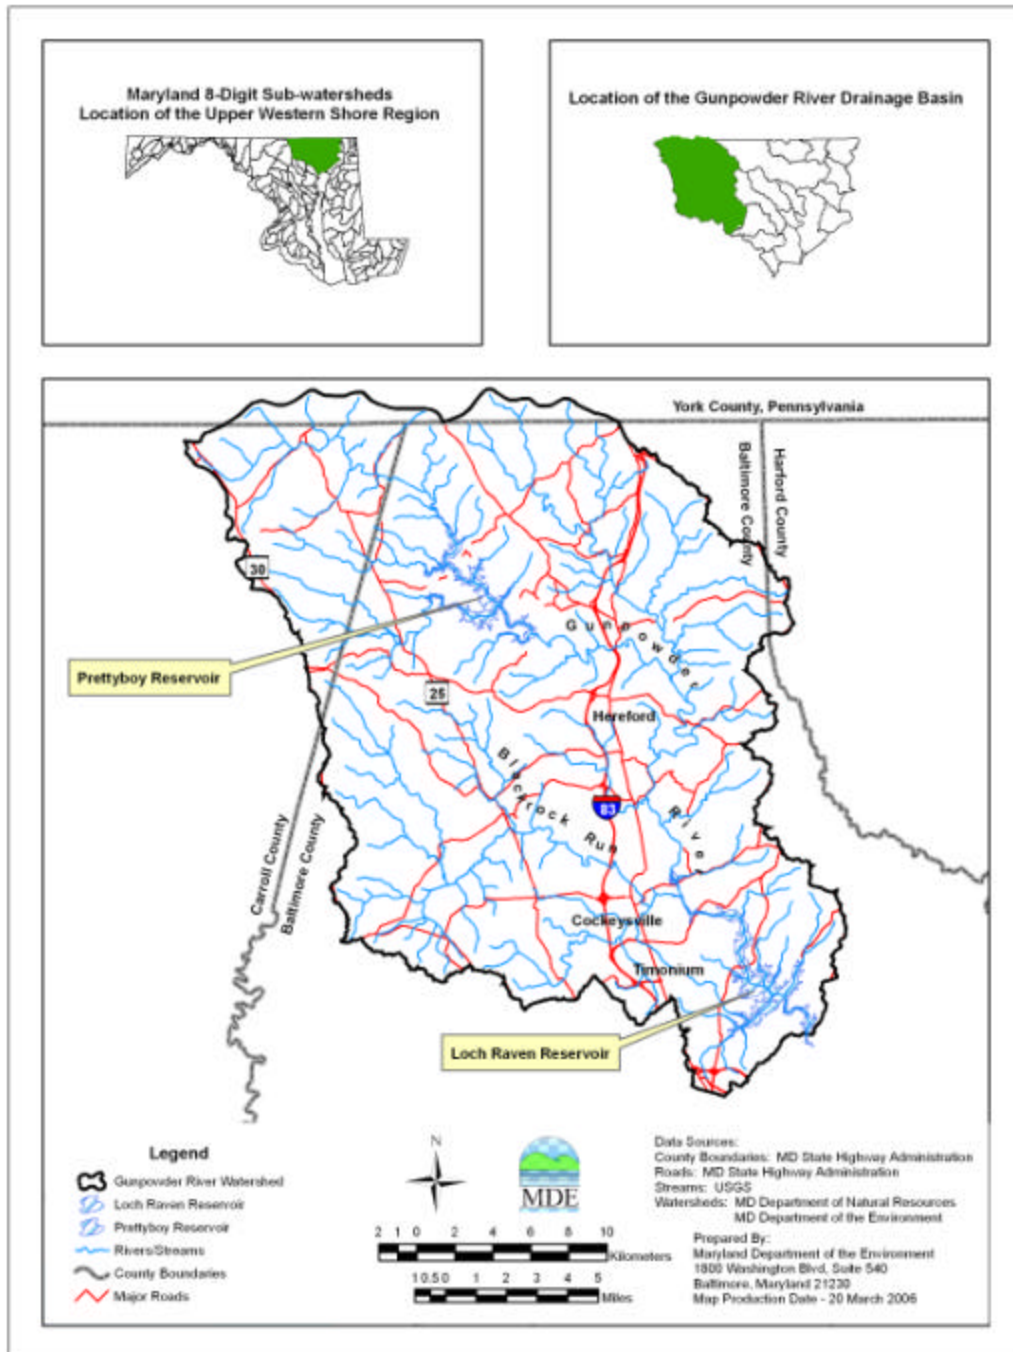 Maryland 8-Digit Sub-watersheds
Location of the Upper Western Shore Region
Location of the Gunpowder River Drainage Basin
York County, Pennsylvania
Baltimore County
Harford County
30
Gunpowder
Prettyboy Reservoir
25
Hereford
Blackrock Run
83
River
Carroll County
Baltimore County
Cockeysville
Timonium
Loch Raven Reservoir
Legend
Gunpowder River Watershed
Loch Raven Reservoir
Prettyboy Reservoir
Rivers/Streams
County Boundaries
Major Roads
N
MDE
2 1 0 2 4 6 8 10
Kilometers
1 0.5 0 1 2 3 4 5
Miles
Data Sources:
County Boundaries: MD State Highway Administration
Roads: MD State Highway Administration
Streams: USGS
Watersheds: MD Department of Natural Resources
MD Department of the Environment
Prepared By:
Maryland Department of the Environment
1800 Washington Blvd, Suite 540
Baltimore, Maryland 21230
Map Production Date - 20 March 2006